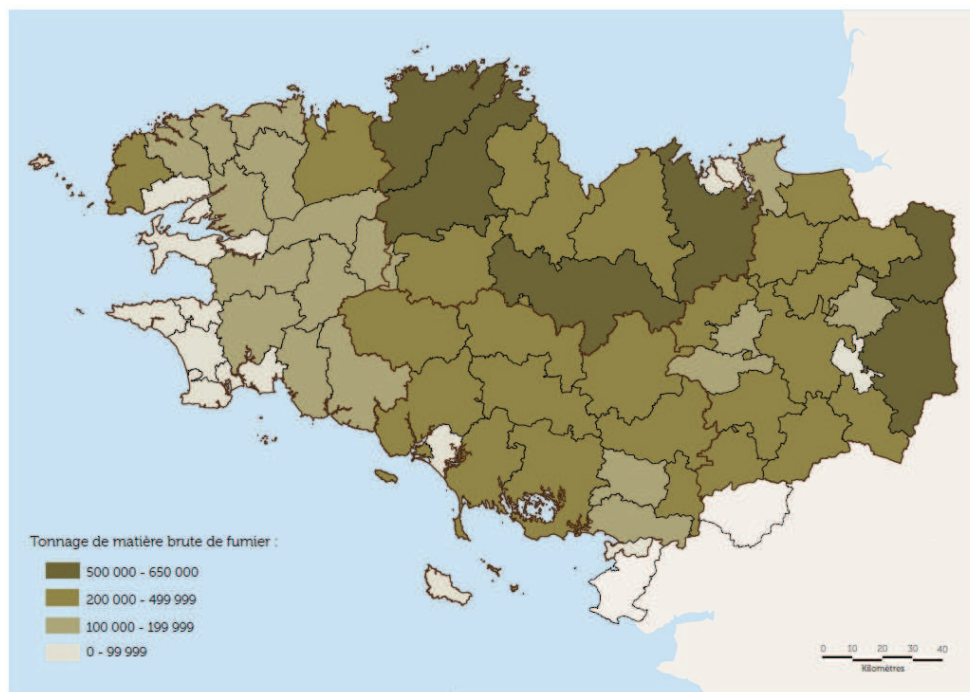 Tonnage de matière brute de fumier :
500 000 - 650 000
200 000 - 499 999
100 000 - 199 999
0 - 99 999
0 10 20 30 40
Kilomètres